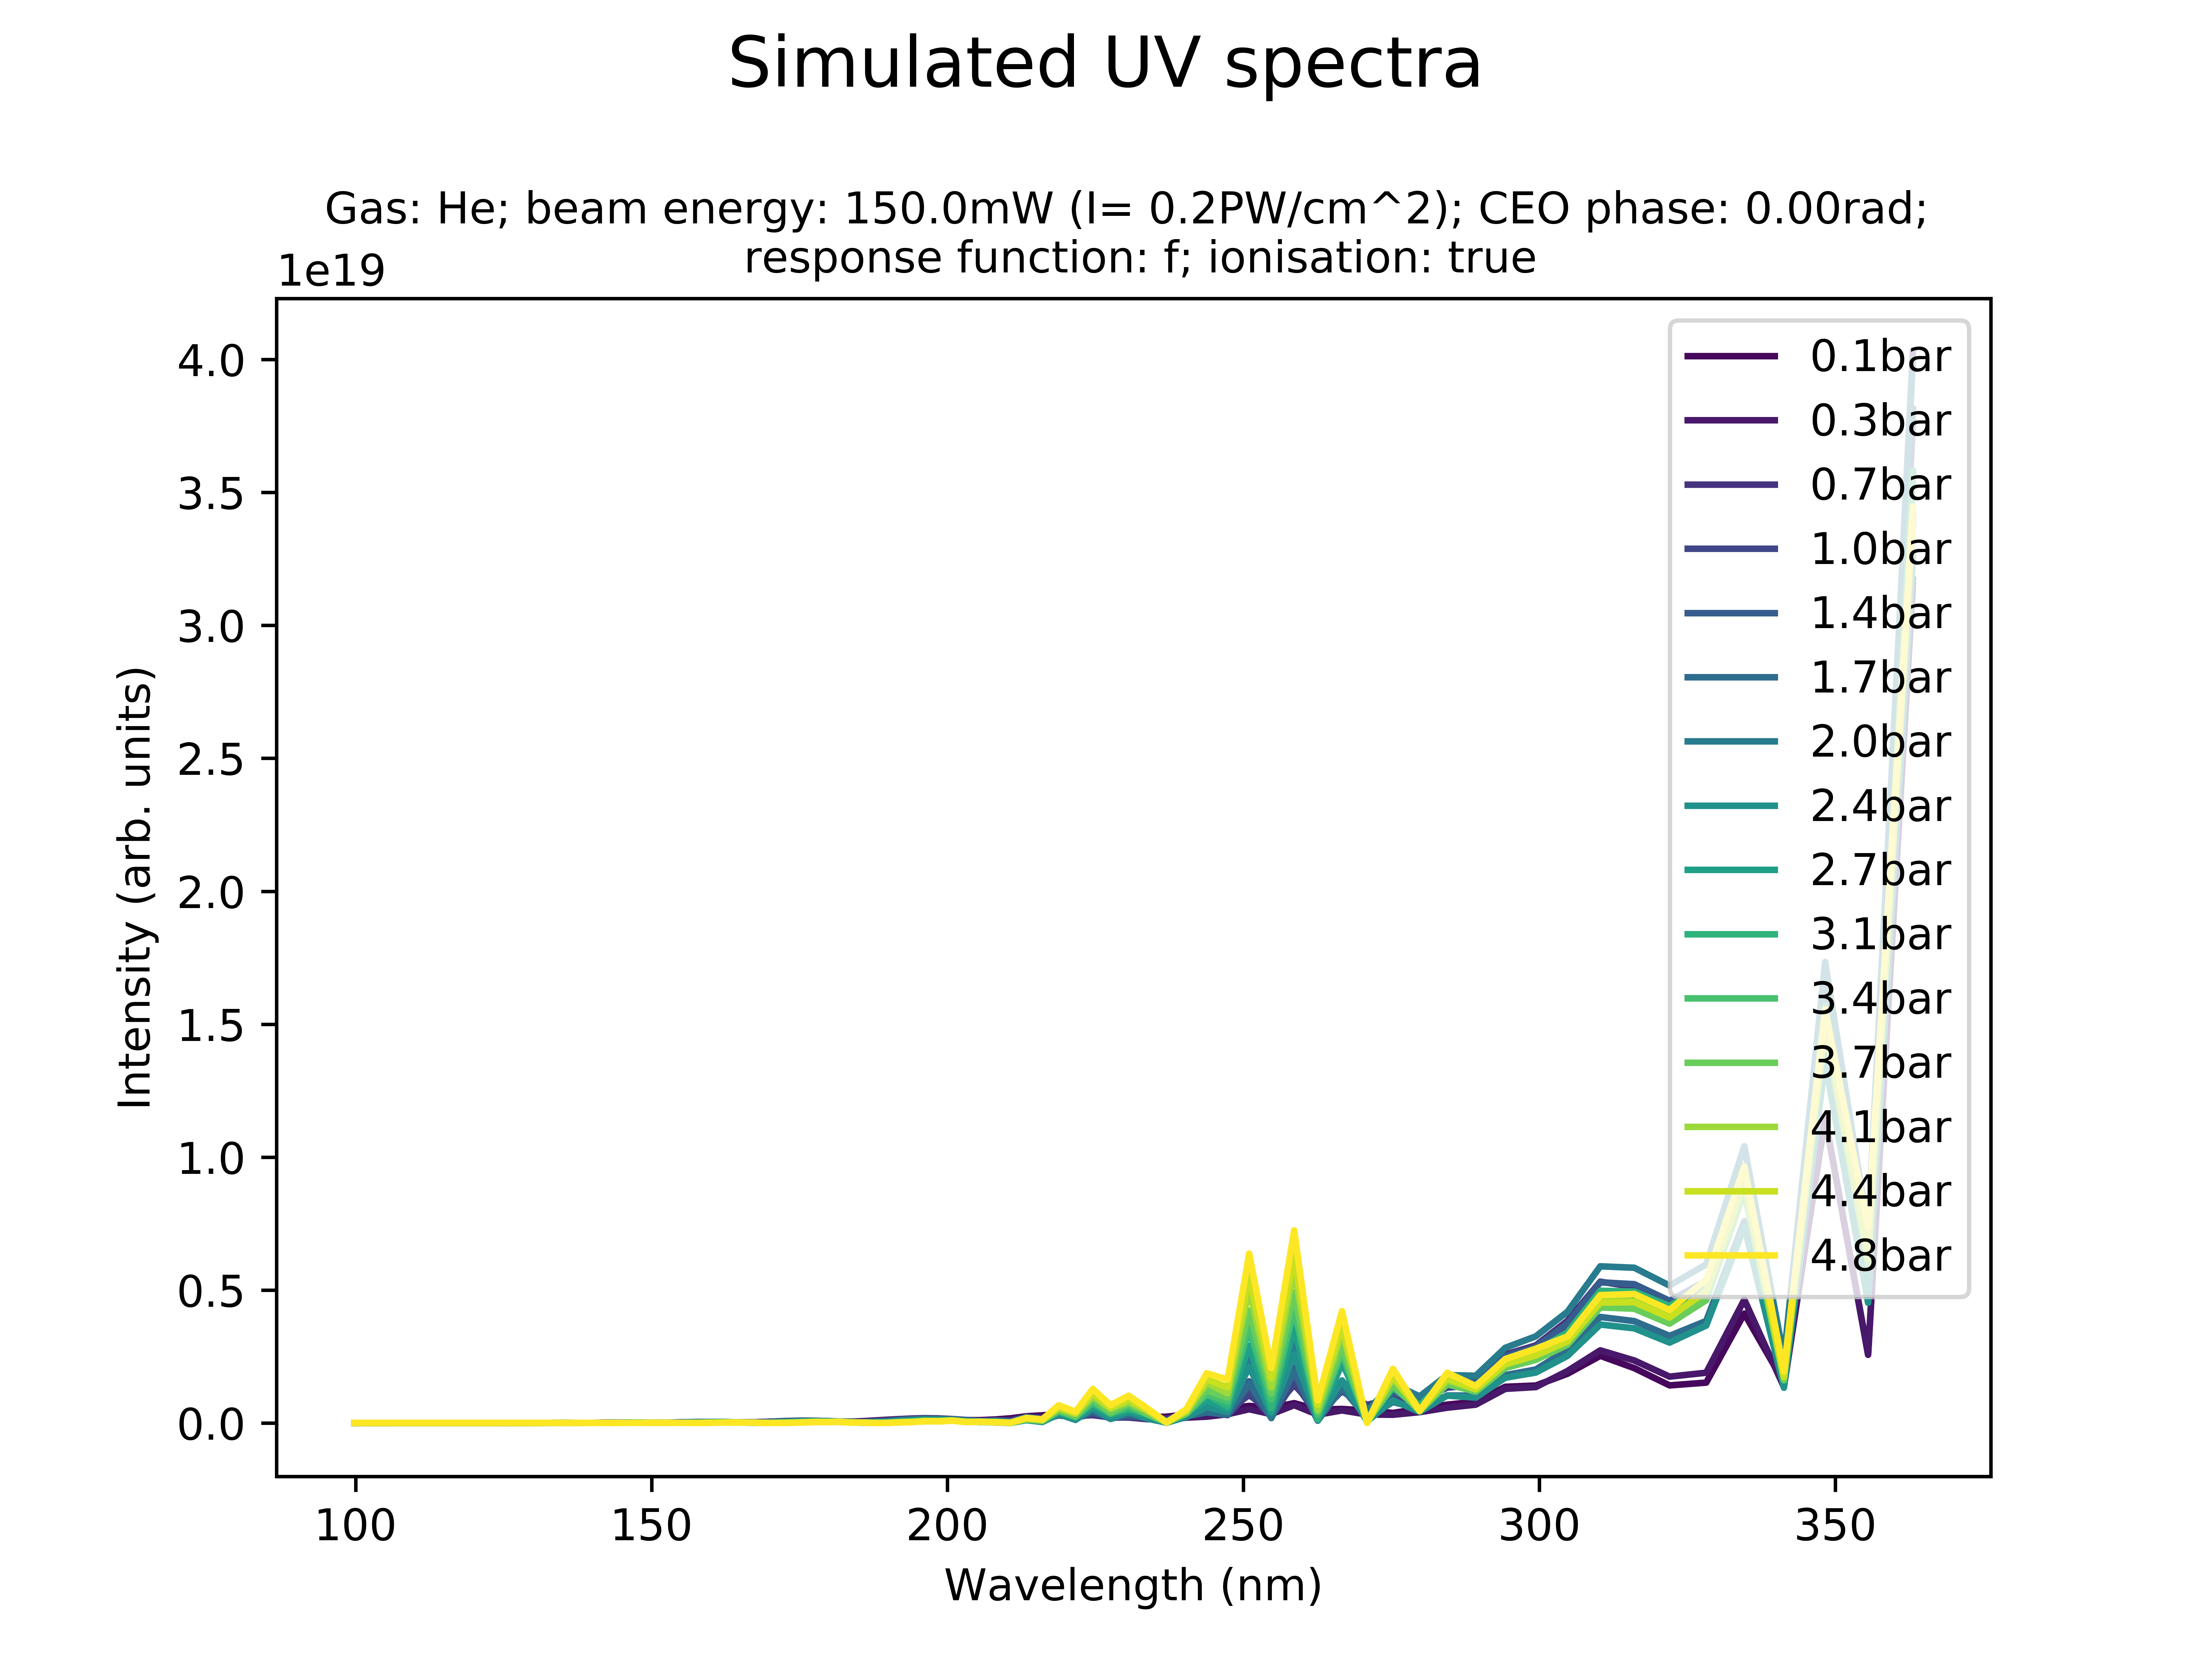 Simulated UV spectra
Gas: He; beam energy: 150.0mW (I= 0.2PW/cm^2); CEO phase: 0.00rad;
response function: f; ionisation: true
1e19
4.0
3.5
3.0
2.5
2.0
1.5
1.0
0.5
0.0
Intensity (arb. units)
0.1bar
0.3bar
0.7bar
1.0bar
1.4bar
1.7bar
2.0bar
2.4bar
2.7bar
3.1bar
3.4bar
3.7bar
4.1bar
4.4bar
4.8bar
100
150
200
250
300
350
Wavelength (nm)